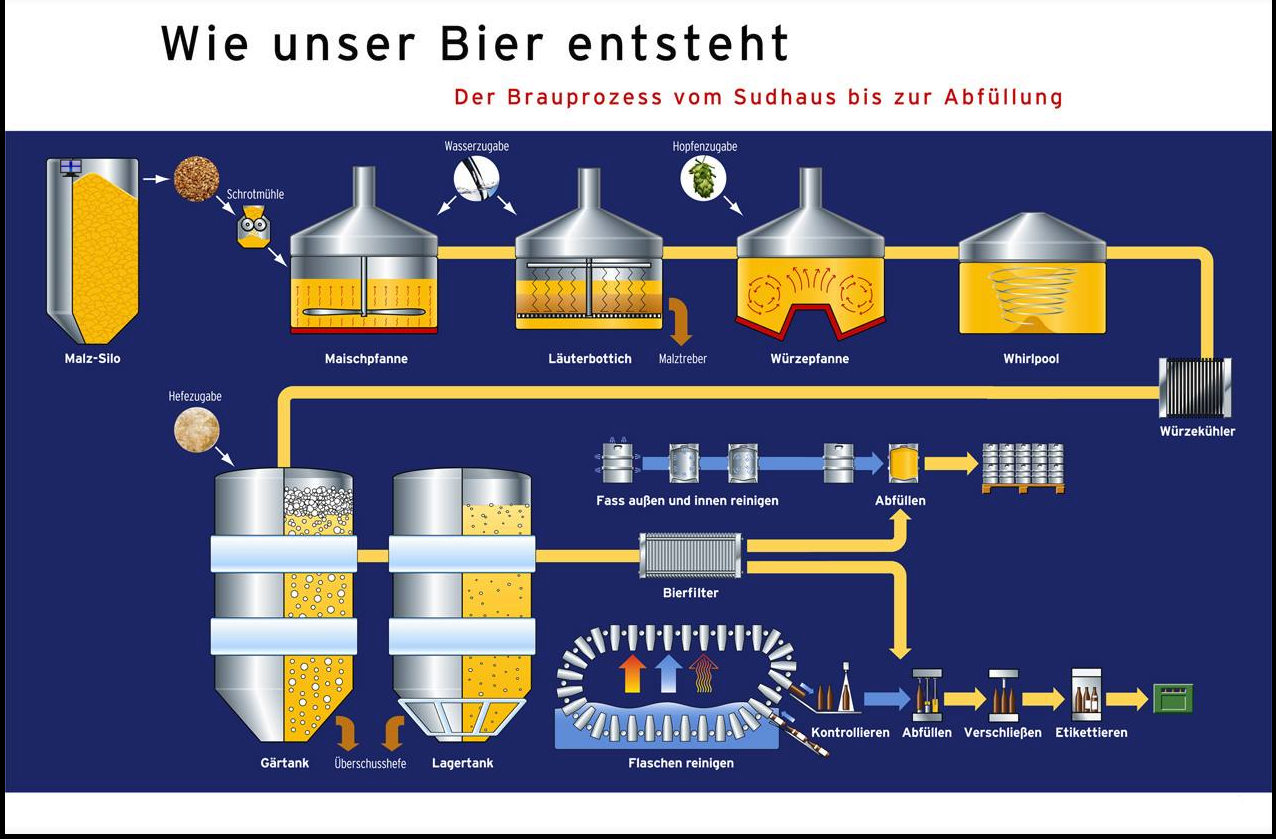 Wie unser Bier entsteht
Der Brauprozess vom Sudhaus bis zur Abfüllung
Wasserzugabe
Hopfenzugabe
Schrotmühle
Malz-Silo
Maischpfanne
Läuterbottich
Malztreber
Würzepfanne
Whirlpool
Hefezugabe
Würzekühler
Fass außen und innen reinigen
Abfüllen
Bierfilter
Kontrollieren
Abfüllen
Verschließen
Etikettieren
Gärtank
Überschusshefe
Lagertank
Flaschen reinigen